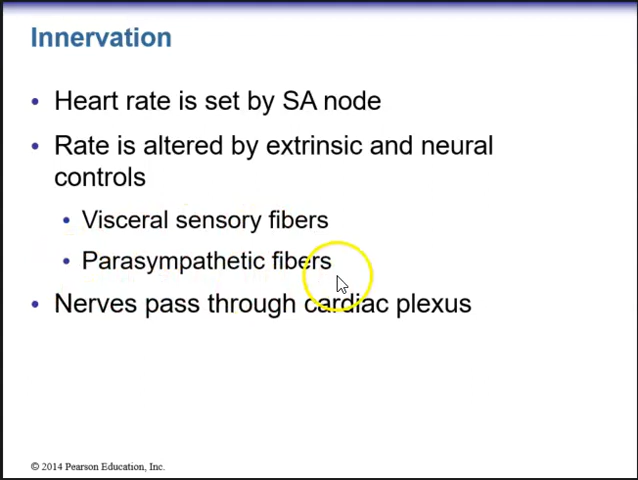 Innervation
• Heart rate is set by SA node
• Rate is altered by extrinsic and neural
controls
• Visceral sensory fibers
• Parasympathetic fibers
• Nerves pass through cardiac plexus
© 2014 Pearson Education, Inc.